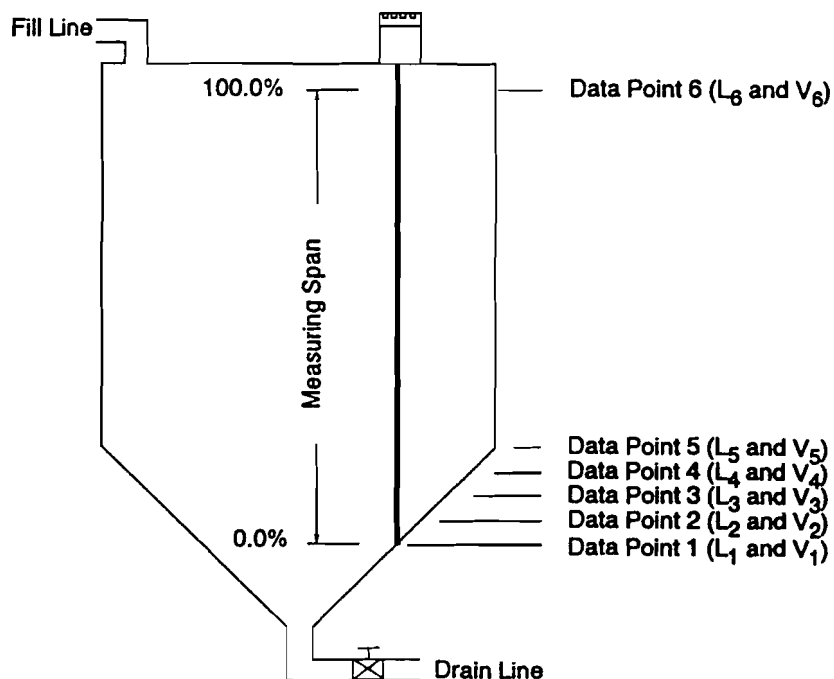 Fill Line
100.0%
Data Point 6 (L6 and V6)
Measuring Span
Data Point 5 (L5 and V5)
Data Point 4 (L4 and V4)
Data Point 3 (L3 and V3)
Data Point 2 (L2 and V2)
0.0%
Data Point 1 (L1 and V1)
Drain Line